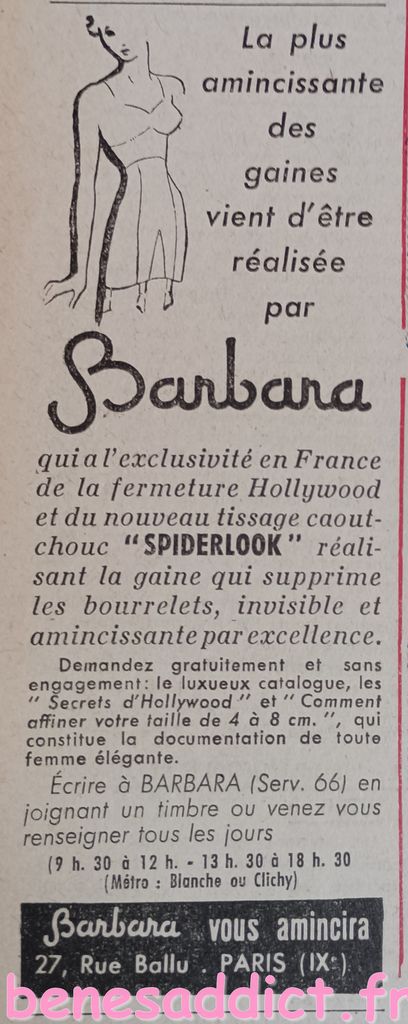 La plus
amincissante
des
gaines
vient d'être
réalisée
par
Barbara
qui a l'exclusivité en France
de la fermeture Hollywood
et du nouveau tissage caout-
chouc "SPIDERLOOK" réali-
sant la gaine qui supprime
les bourrelets, invisible et
amincissante par excellence.
Demandez gratuitement et sans
engagement : le luxueux catalogue, les
" Secrets d'Hollywood " et " Comment
affiner votre taille de 4 à 8 cm. ", qui
constitue la documentation de toute
femme élégante.
Écrire à BARBARA (Serv. 66) en
joignant un timbre ou venez vous
renseigner tous les jours
(9 h. 30 à 12 h. - 13 h. 30 à 18 h. 30
(Métro : Blanche ou Clichy)
Barbara vous amincira
27, Rue Ballu . PARIS (IXe)
benesaddict.fr